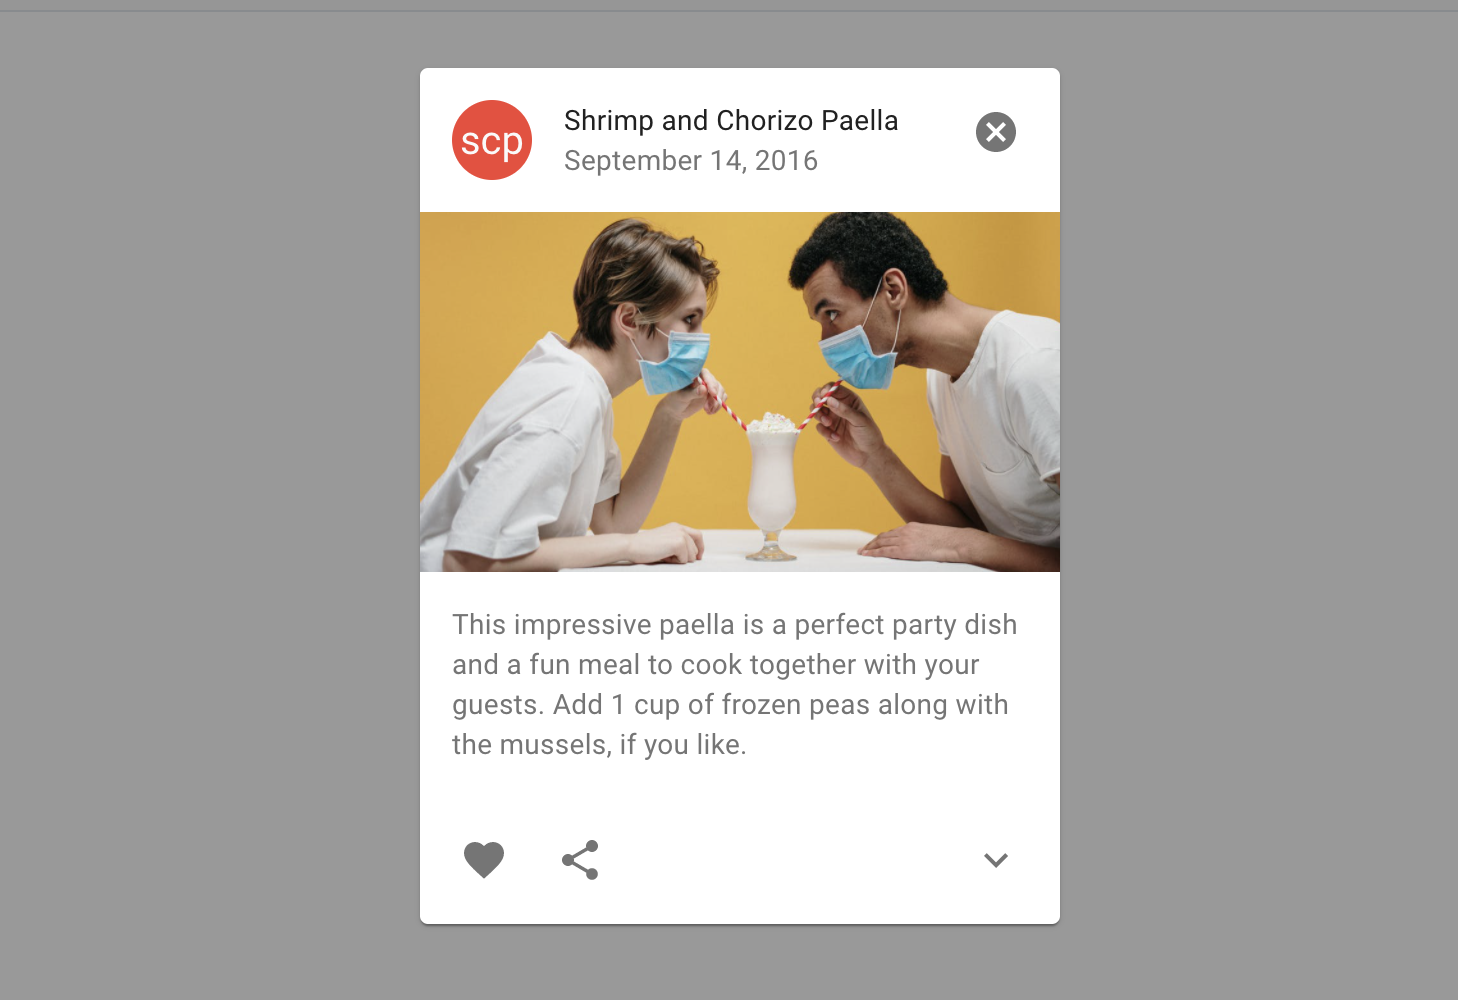 scp
Shrimp and Chorizo Paella
September 14, 2016
This impressive paella is a perfect party dish
and a fun meal to cook together with your
guests. Add 1 cup of frozen peas along with
the mussels, if you like.